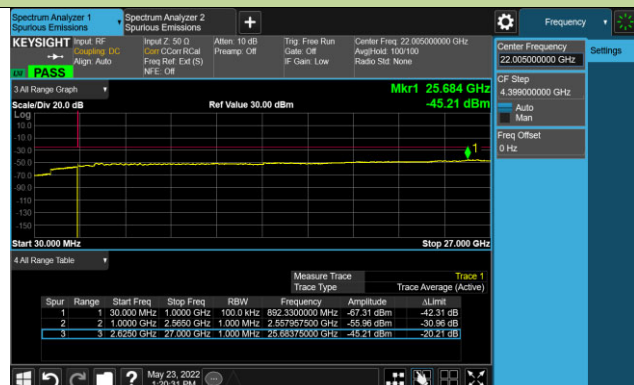 Spectrum Analyzer 1
Spurious Emissions
Spectrum Analyzer 2
Spurious Emissions
Frequency
KEYSIGHT
Input: RF
Coupling: DC
Align: Auto
Input Z: 50 Ω
Corr CCorr RCal
Freq Ref: Ext (S)
NFE: Off
Atten: 10 dB
Preamp: Off
Trig: Free Run
Gate: Off
IF Gain: Low
Center Freq: 22.005000000 GHz
Avg|Hold: 100/100
Radio Std: None
PASS
Center Frequency
22.005000000 GHz
Settings
CF Step
4.399000000 GHz
Auto
Man
Freq Offset
0 Hz
3 All Range Graph
Mkr1 25.684 GHz
Scale/Div 20.0 dB
Ref Value 30.00 dBm
-45.21 dBm
Log
10.0
-10.0
-30.0
-50.0
-70.0
-90.0
-110
-130
-150
1
Start 30.000 MHz
Stop 27.000 GHz
4 All Range Table
Measure Trace Trace 1
Trace Type Trace Average (Active)
Spur Range Start Freq Stop Freq RBW Frequency Amplitude ΔLimit
1 1 30.000 MHz 1.0000 GHz 100.0 kHz 892.3300000 MHz -67.31 dBm -42.31 dB
2 2 1.0000 GHz 2.5650 GHz 1.000 MHz 2.557957500 GHz -55.96 dBm -30.96 dB
3 3 2.6250 GHz 27.000 GHz 1.000 MHz 25.68375000 GHz -45.21 dBm -20.21 dB
May 23, 2022
1:20:31 PM